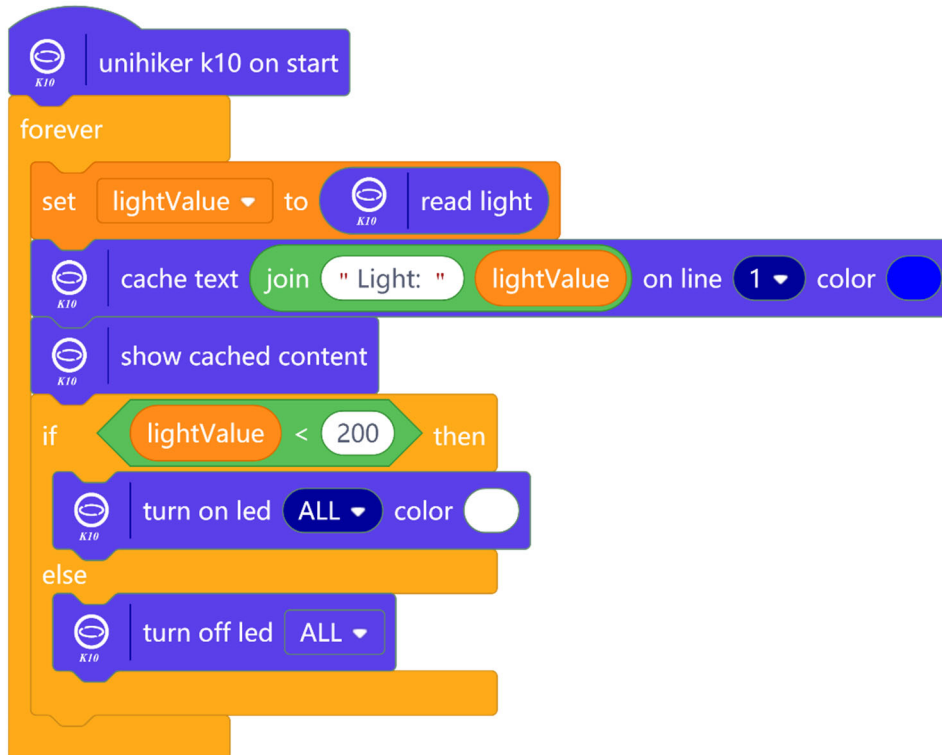 K10 unihiker k10 on start
forever
set lightValue to K10 read light
K10 cache text join " Light: " lightValue on line 1 color
K10 show cached content
if lightValue < 200 then
K10 turn on led ALL color
else
K10 turn off led ALL